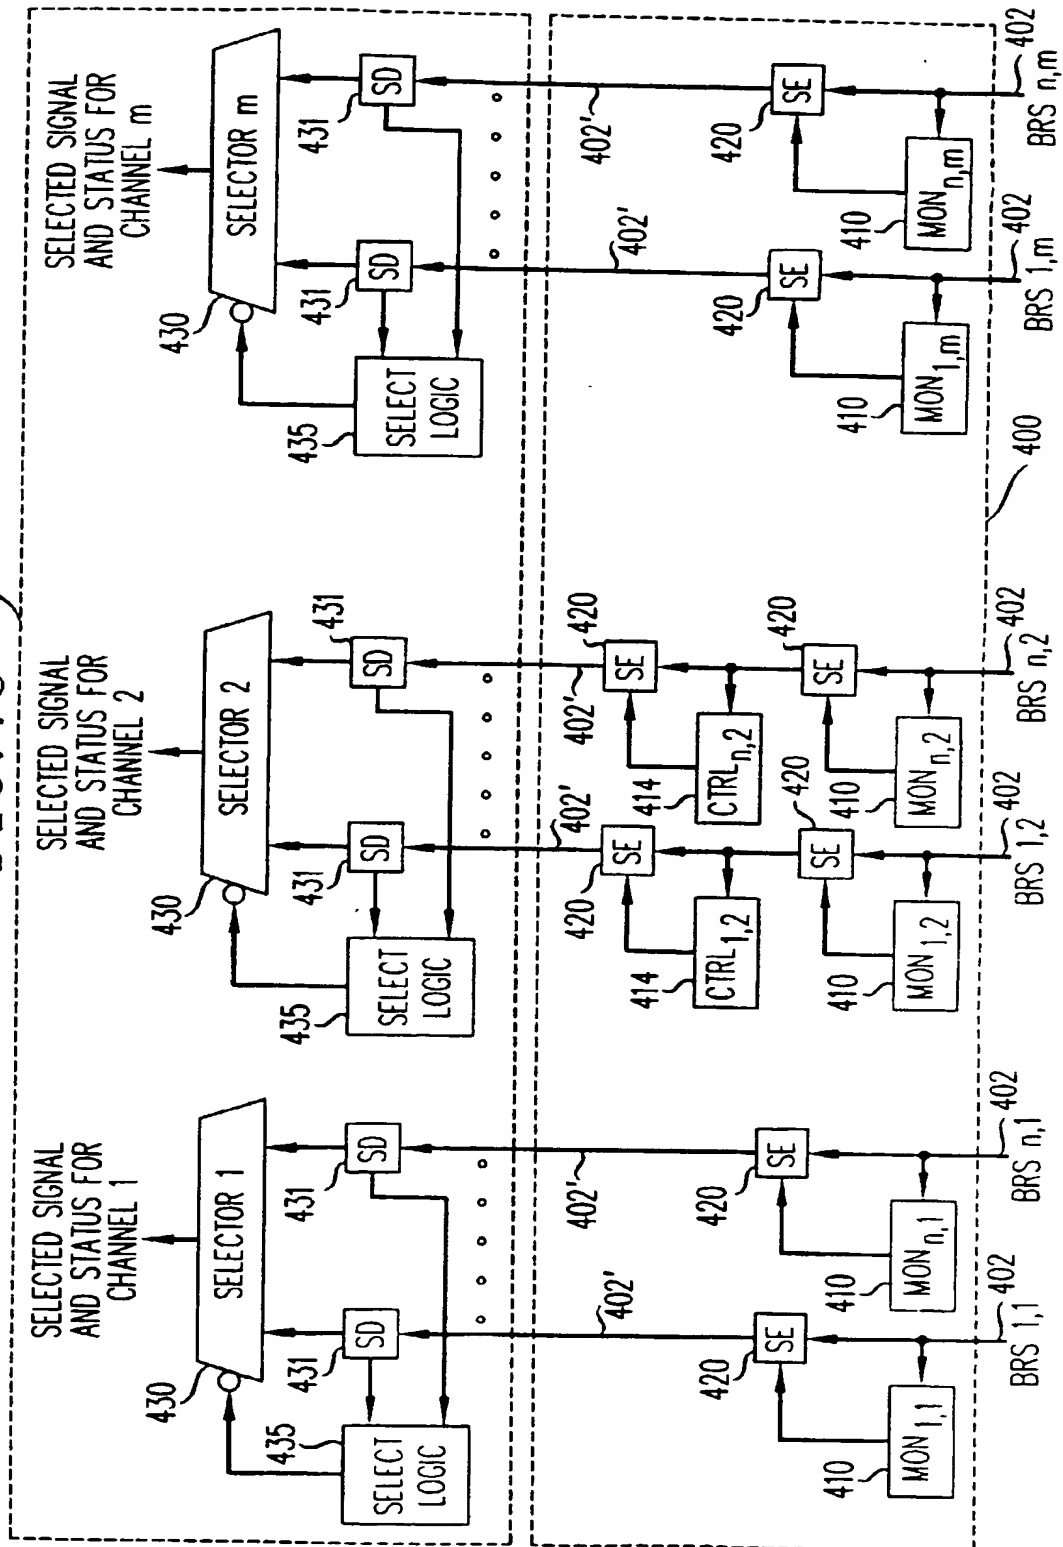 SELECTED SIGNAL
AND STATUS FOR
CHANNEL 1
SELECTED SIGNAL
AND STATUS FOR
CHANNEL 2
SELECTED SIGNAL
AND STATUS FOR
CHANNEL m
430
SELECTOR 1
430
SELECTOR 2
430
SELECTOR m
435
SELECT
LOGIC
SD
431
SD
431
435
SELECT
LOGIC
SD
431
SD
431
435
SELECT
LOGIC
SD
431
SD
431
402'
402'
402'
402'
402'
402'
SE
420
SE
420
414
CTRL1,2
SE
420
414
CTRLn,2
SE
420
SE
420
SE
420
SE
420
SE
420
410
MON1,1
410
MONn,1
410
MON1,2
410
MONn,2
410
MON1,m
410
MONn,m
400
BRS 1,1
402
BRS n,1
402
BRS 1,2
402
BRS n,2
402
BRS 1,m
402
BRS n,m
402